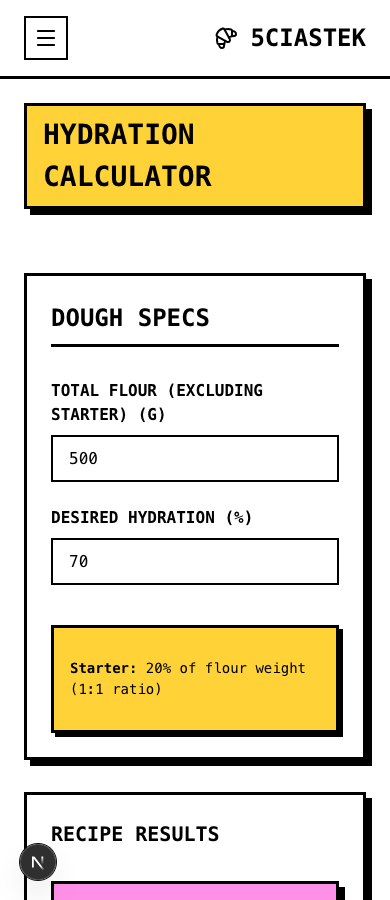 5CIASTEK
HYDRATION
CALCULATOR
DOUGH SPECS
TOTAL FLOUR (EXCLUDING
STARTER) (G)
500
DESIRED HYDRATION (%)
70
Starter: 20% of flour weight
(1:1 ratio)
RECIPE RESULTS
N